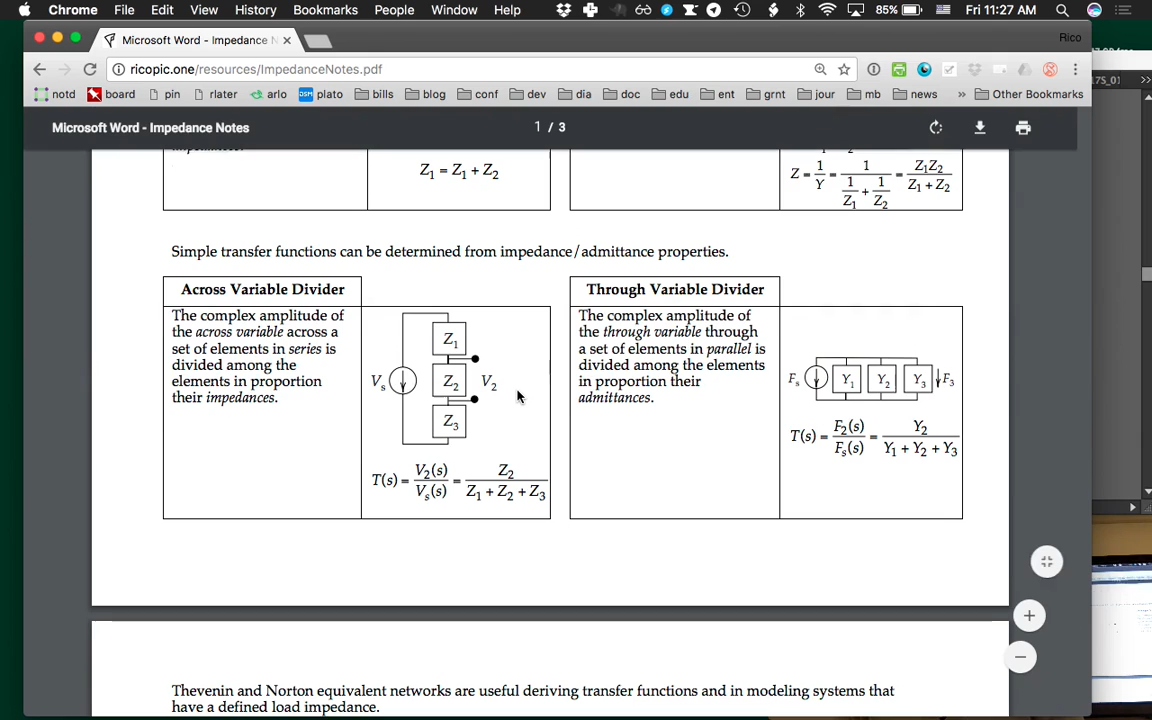 Chrome File Edit View History Bookmarks People Window Help 85% Fri 11:27 AM
Microsoft Word - Impedance N
Rico
ricopic.one/resources/ImpedanceNotes.pdf
notd board pin rlater arlo plato bills blog conf dev dia doc edu ent grnt jour mb news » Other Bookmarks
Microsoft Word - Impedance Notes 1 / 3
Z1 = Z1 + Z2
Z = 1/Y = 1/(1/Z1 + 1/Z2) = Z1Z2/(Z1 + Z2)
Simple transfer functions can be determined from impedance/admittance properties.
Across Variable Divider
The complex amplitude of
the across variable across a
set of elements in series is
divided among the
elements in proportion
their impedances.
Vs Z1 Z2 Z3 V2
T(s) = V2(s)/Vs(s) = Z2/(Z1 + Z2 + Z3)
Through Variable Divider
The complex amplitude of
the through variable through
a set of elements in parallel is
divided among the elements
in proportion their
admittances.
Fs Y1 Y2 Y3 F3
T(s) = F2(s)/Fs(s) = Y2/(Y1 + Y2 + Y3)
Thevenin and Norton equivalent networks are useful deriving transfer functions and in modeling systems that
have a defined load impedance.